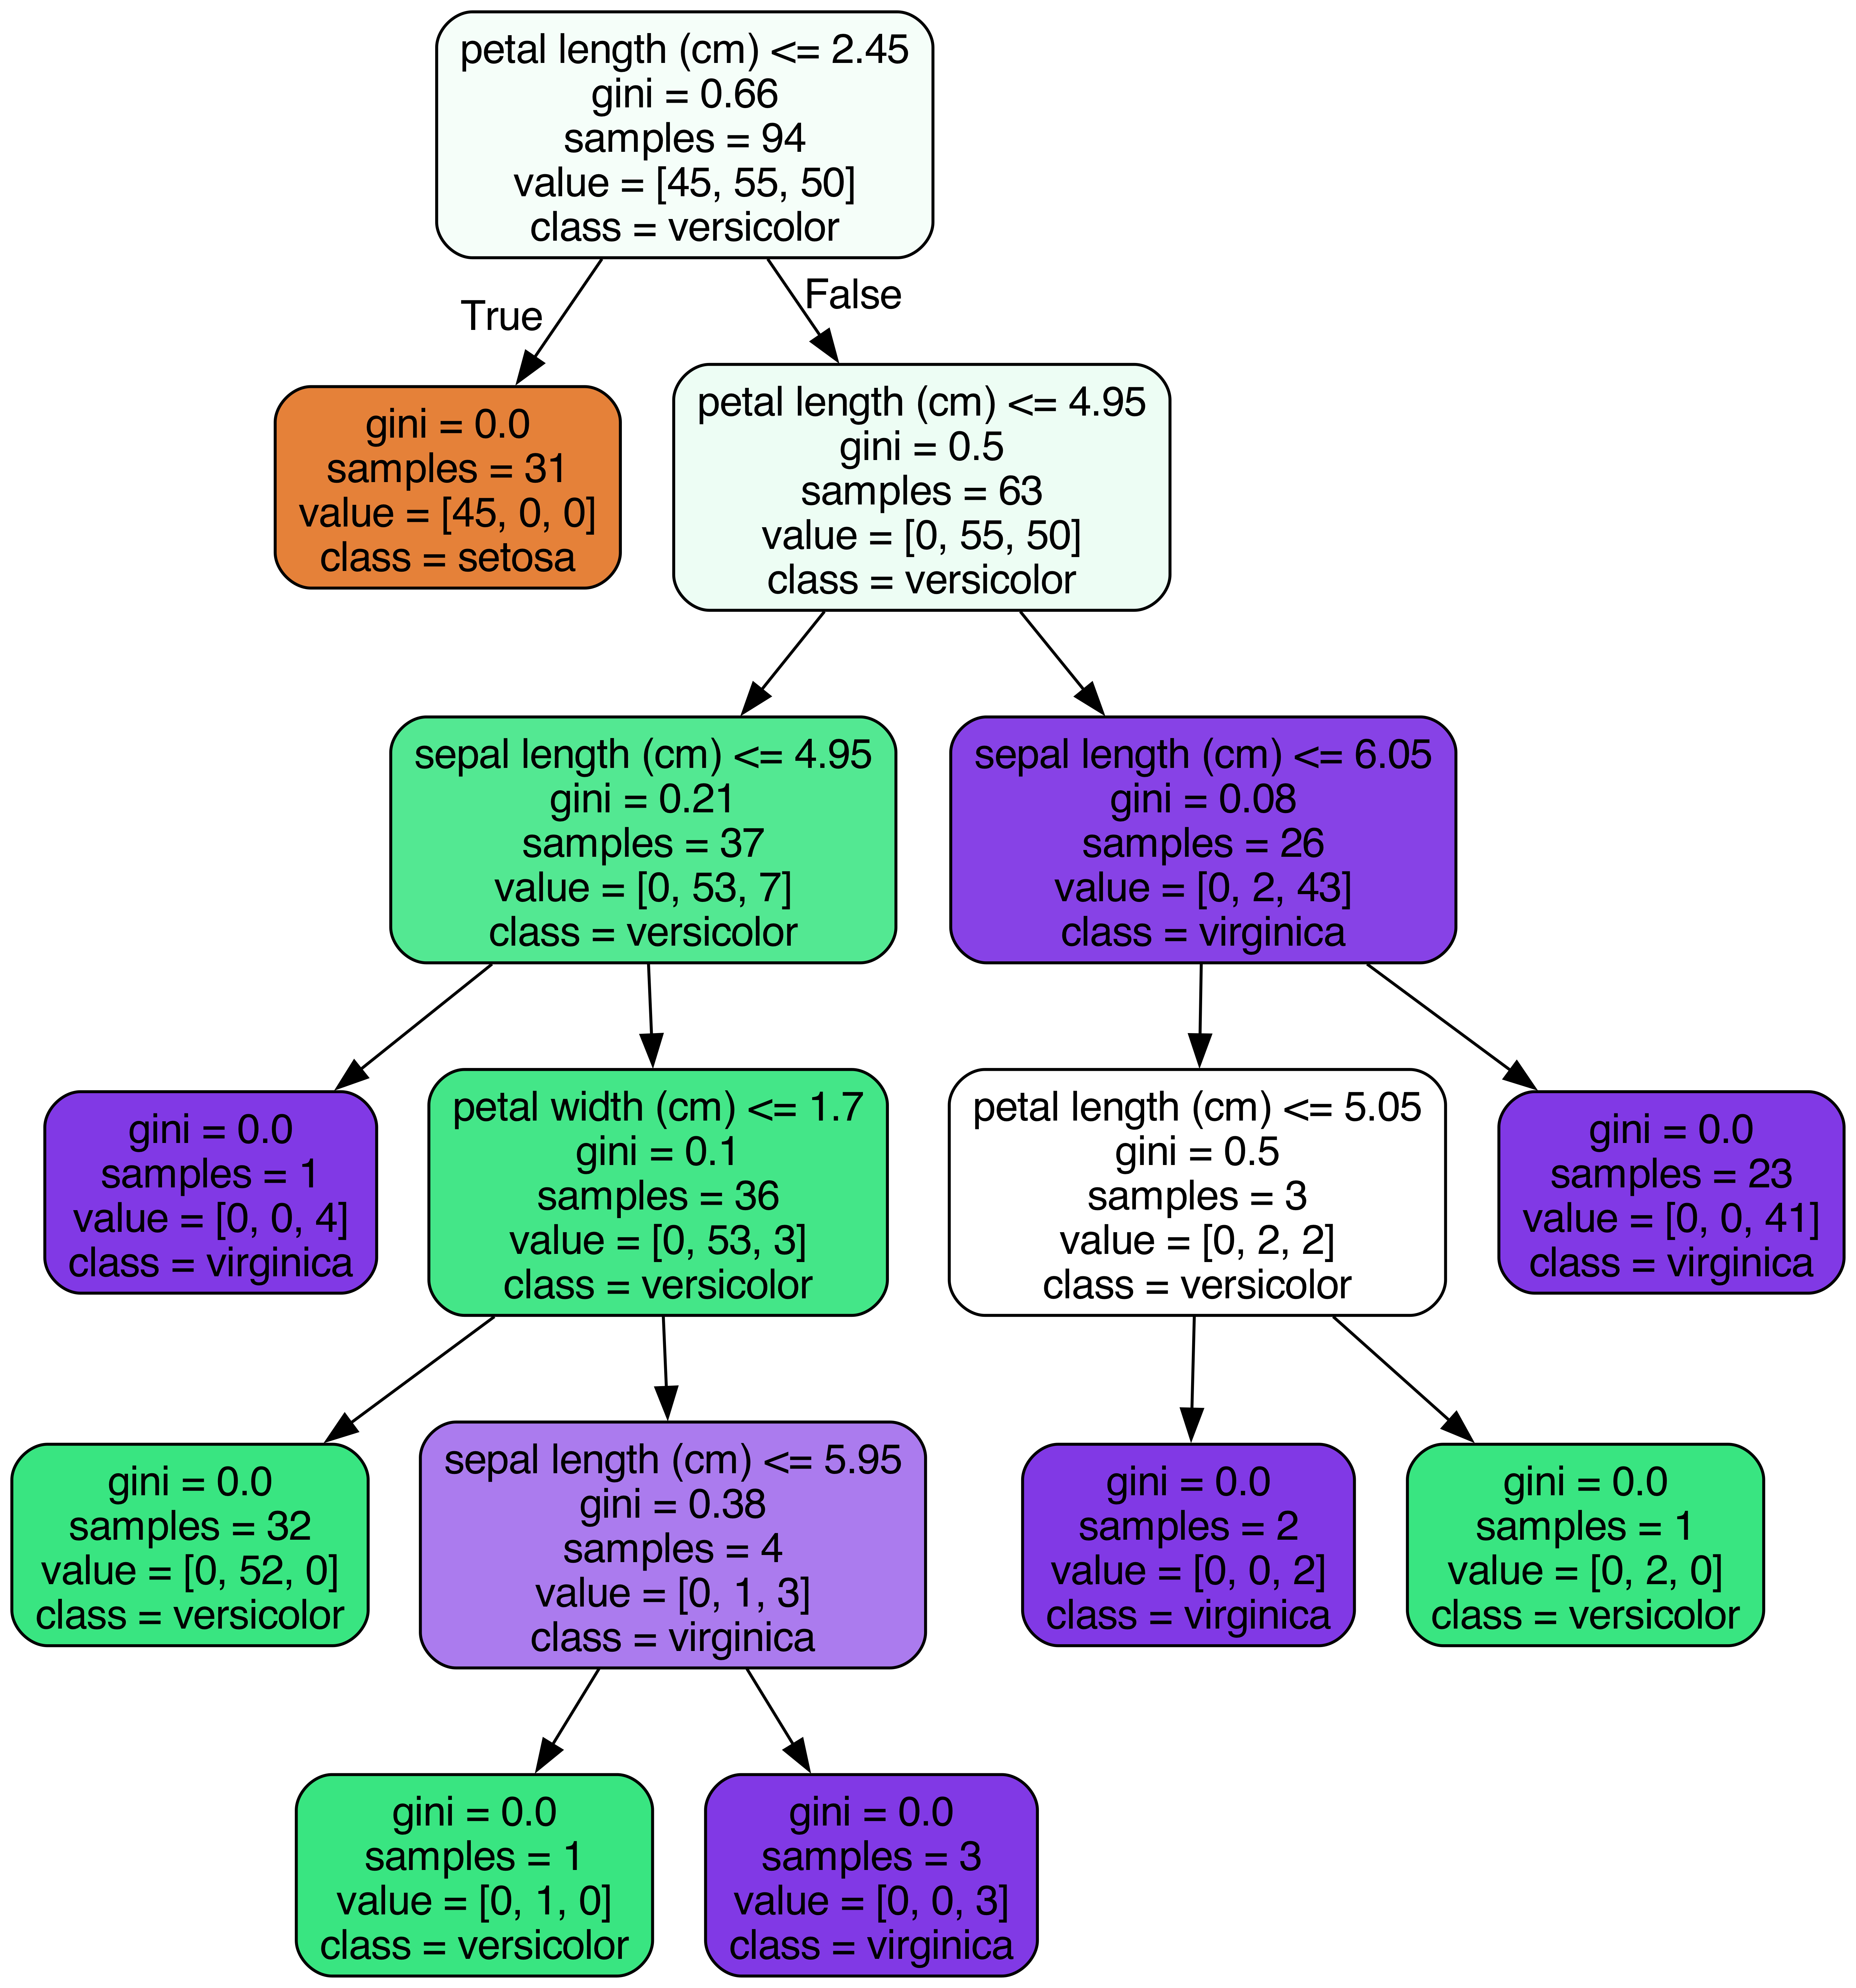 petal length (cm) <= 2.45
gini = 0.66
samples = 94
value = [45, 55, 50]
class = versicolor
True
False
gini = 0.0
samples = 31
value = [45, 0, 0]
class = setosa
petal length (cm) <= 4.95
gini = 0.5
samples = 63
value = [0, 55, 50]
class = versicolor
sepal length (cm) <= 4.95
gini = 0.21
samples = 37
value = [0, 53, 7]
class = versicolor
sepal length (cm) <= 6.05
gini = 0.08
samples = 26
value = [0, 2, 43]
class = virginica
gini = 0.0
samples = 1
value = [0, 0, 4]
class = virginica
petal width (cm) <= 1.7
gini = 0.1
samples = 36
value = [0, 53, 3]
class = versicolor
petal length (cm) <= 5.05
gini = 0.5
samples = 3
value = [0, 2, 2]
class = versicolor
gini = 0.0
samples = 23
value = [0, 0, 41]
class = virginica
gini = 0.0
samples = 32
value = [0, 52, 0]
class = versicolor
sepal length (cm) <= 5.95
gini = 0.38
samples = 4
value = [0, 1, 3]
class = virginica
gini = 0.0
samples = 2
value = [0, 0, 2]
class = virginica
gini = 0.0
samples = 1
value = [0, 2, 0]
class = versicolor
gini = 0.0
samples = 1
value = [0, 1, 0]
class = versicolor
gini = 0.0
samples = 3
value = [0, 0, 3]
class = virginica